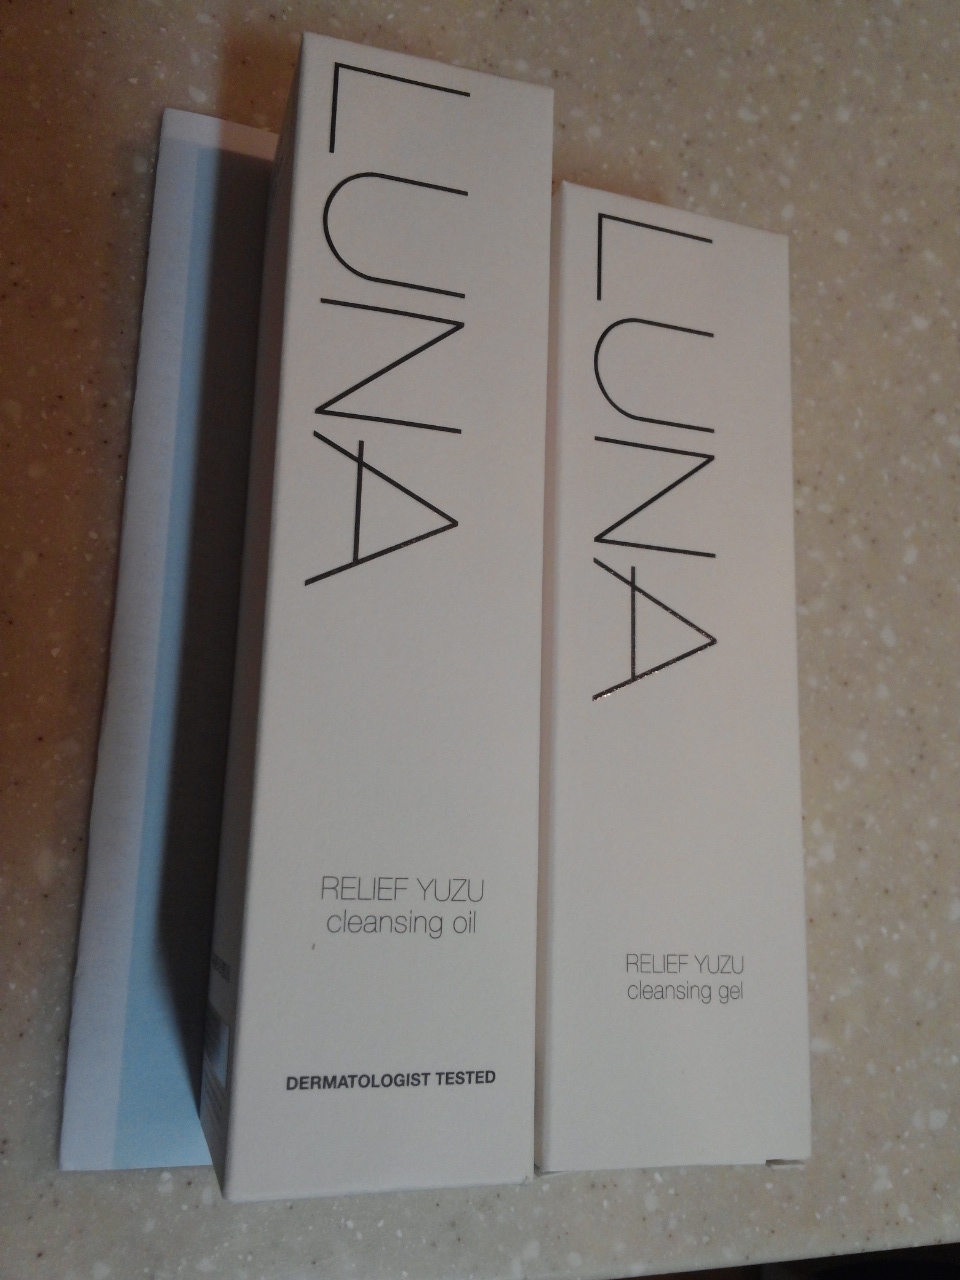 LUNA
RELIEF YUZU
cleansing oil
DERMATOLOGIST TESTED
LUNA
RELIEF YUZU
cleansing gel